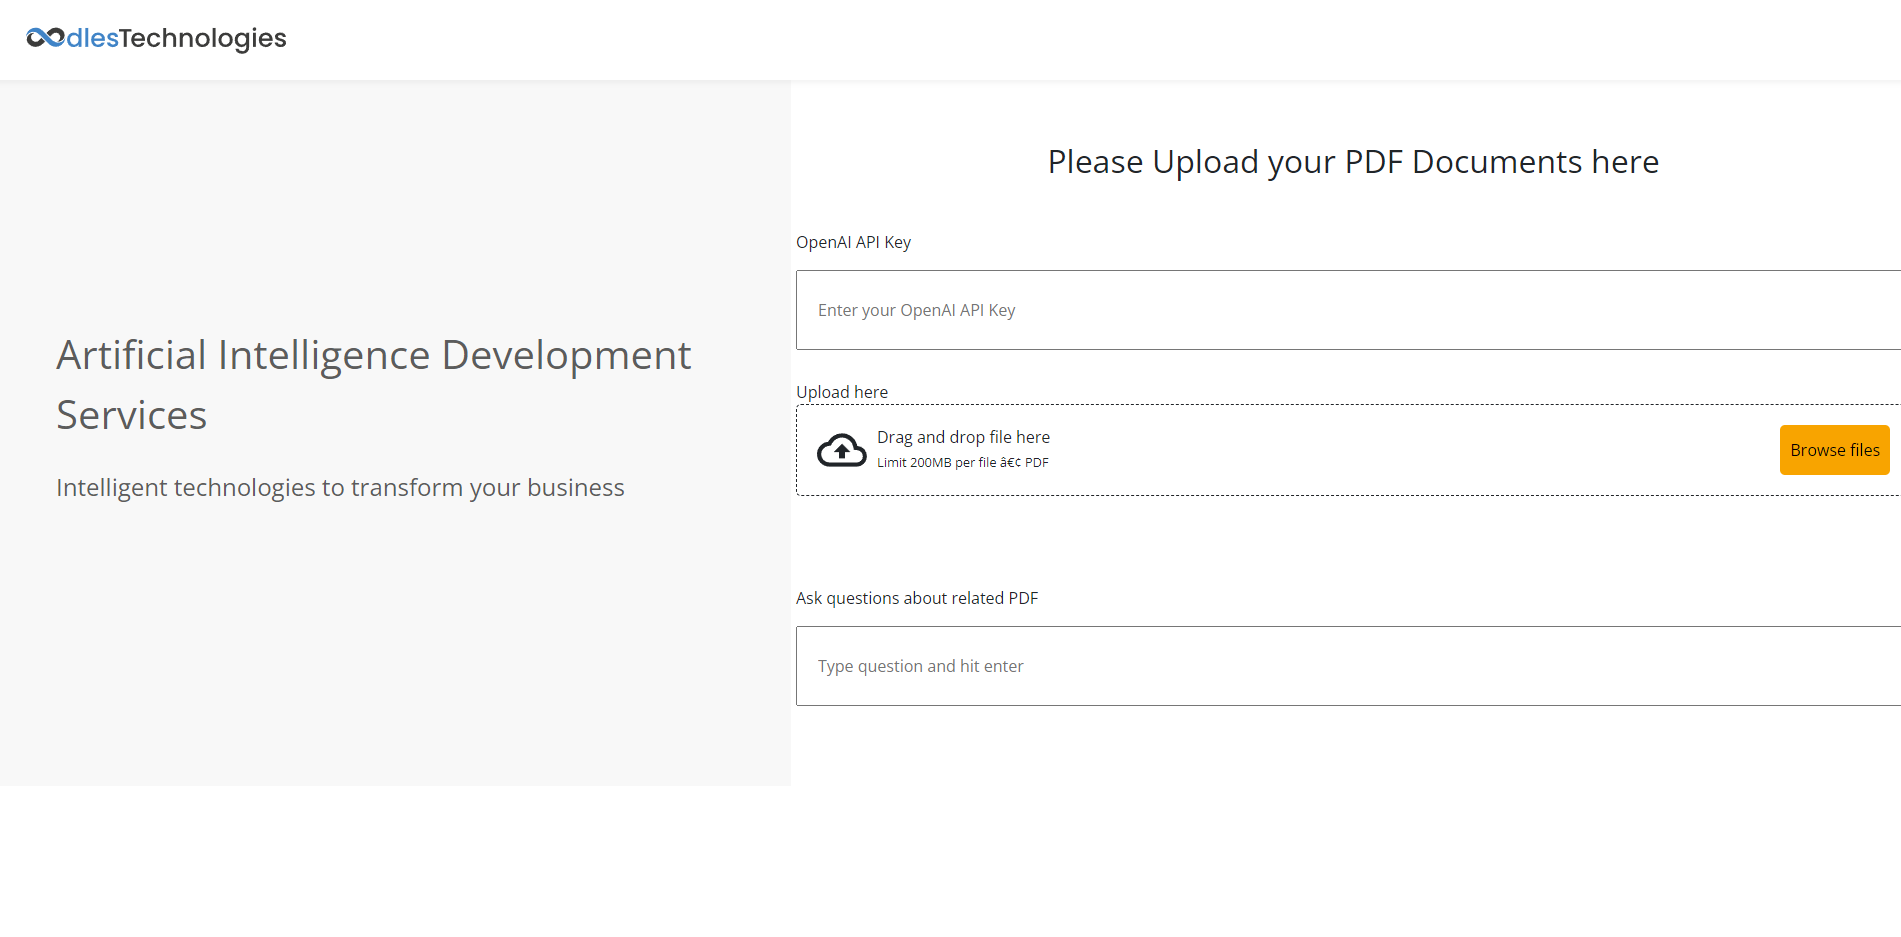 oodlesTechnologies
Please Upload your PDF Documents here
OpenAI API Key
Enter your OpenAI API Key
Artificial Intelligence Development
Services
Intelligent technologies to transform your business
Upload here
Drag and drop file here
Limit 200MB per file â€¢ PDF
Browse files
Ask questions about related PDF
Type question and hit enter